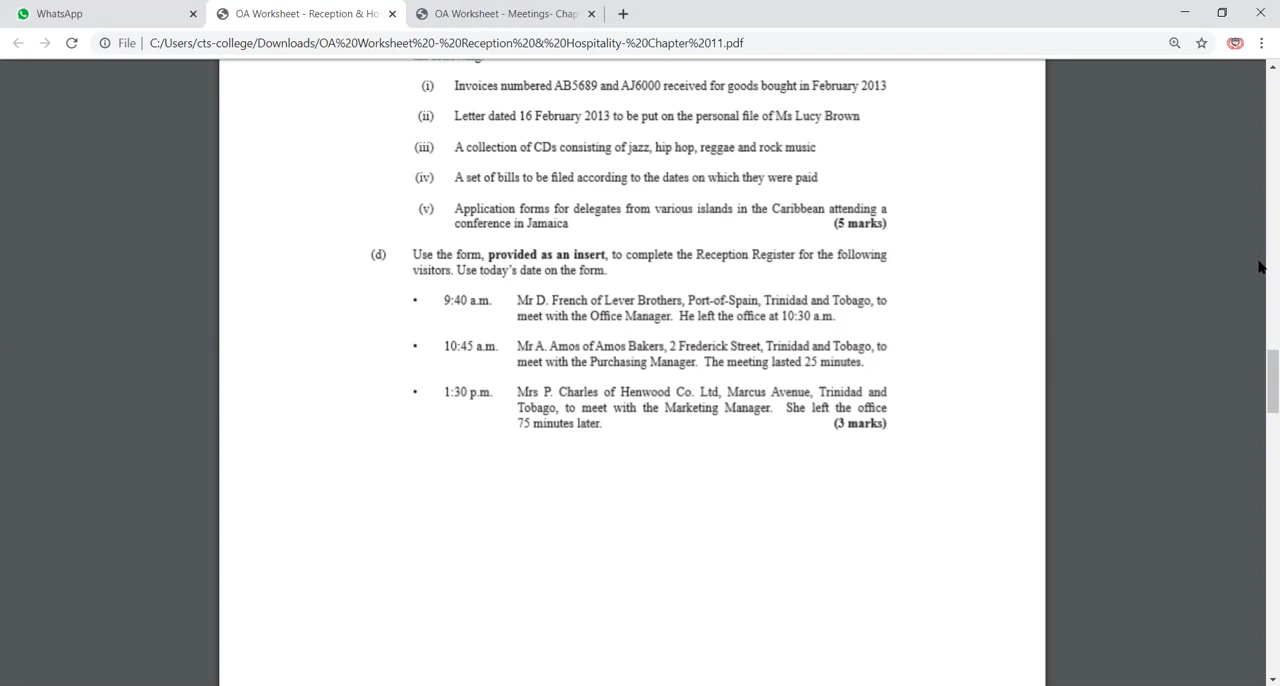 WhatsApp
OA Worksheet - Reception & Ho
OA Worksheet - Meetings- Chap
File
C:/Users/cts-college/Downloads/OA%20Worksheet%20-%20Reception%20&%20Hospitality-%20Chapter%2011.pdf
(i) Invoices numbered AB5689 and AJ6000 received for goods bought in February 2013
(ii) Letter dated 16 February 2013 to be put on the personal file of Ms Lucy Brown
(iii) A collection of CDs consisting of jazz, hip hop, reggae and rock music
(iv) A set of bills to be filed according to the dates on which they were paid
(v) Application forms for delegates from various islands in the Caribbean attending a
conference in Jamaica (5 marks)
(d) Use the form, provided as an insert, to complete the Reception Register for the following
visitors. Use today's date on the form.
• 9:40 a.m. Mr D. French of Lever Brothers, Port-of-Spain, Trinidad and Tobago, to
meet with the Office Manager. He left the office at 10:30 a.m.
• 10:45 a.m. Mr A. Amos of Amos Bakers, 2 Frederick Street, Trinidad and Tobago, to
meet with the Purchasing Manager. The meeting lasted 25 minutes.
• 1:30 p.m. Mrs P. Charles of Henwood Co. Ltd, Marcus Avenue, Trinidad and
Tobago, to meet with the Marketing Manager. She left the office
75 minutes later. (3 marks)